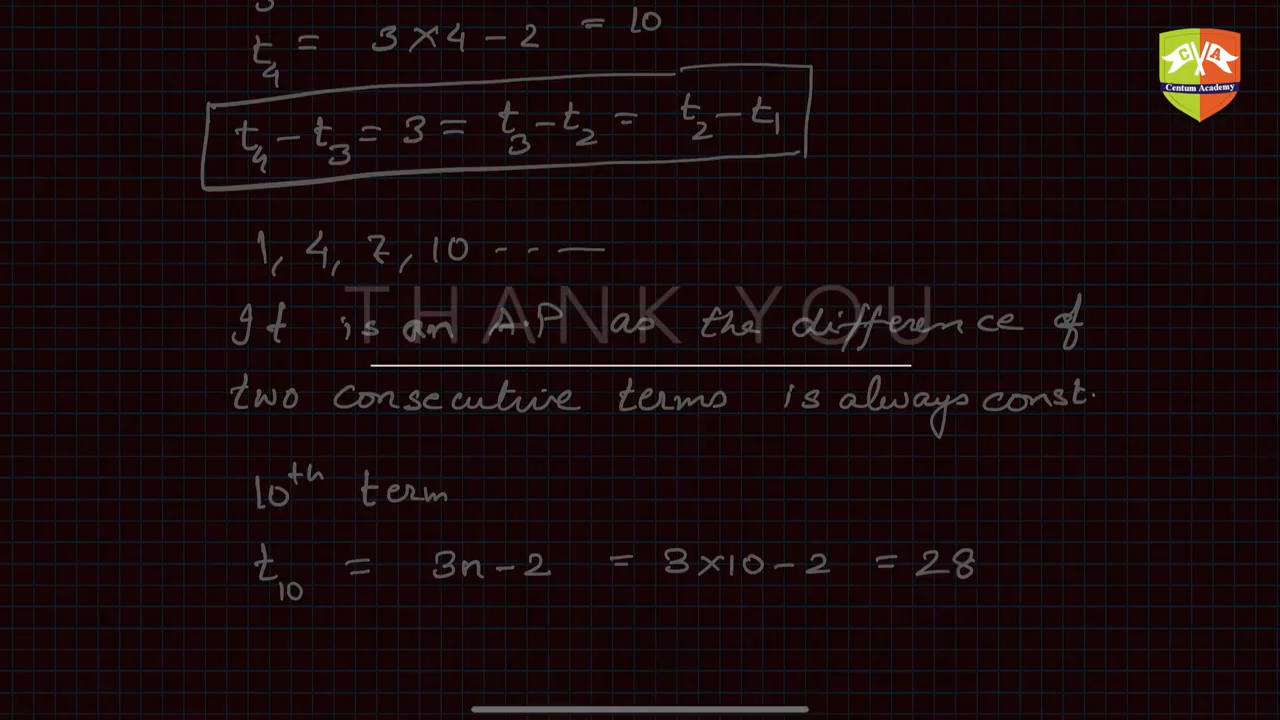 t₄ = 3×4−2 = 10
t₄−t₃ = 3 = t₃−t₂ = t₂−t₁
1, 4, 7, 10 - - —
THANK YOU
It is an A.P as the difference of
two consecutive terms is always const.
10th term
t₁₀ = 3n−2 = 3×10−2 = 28
CA
Centum Academy